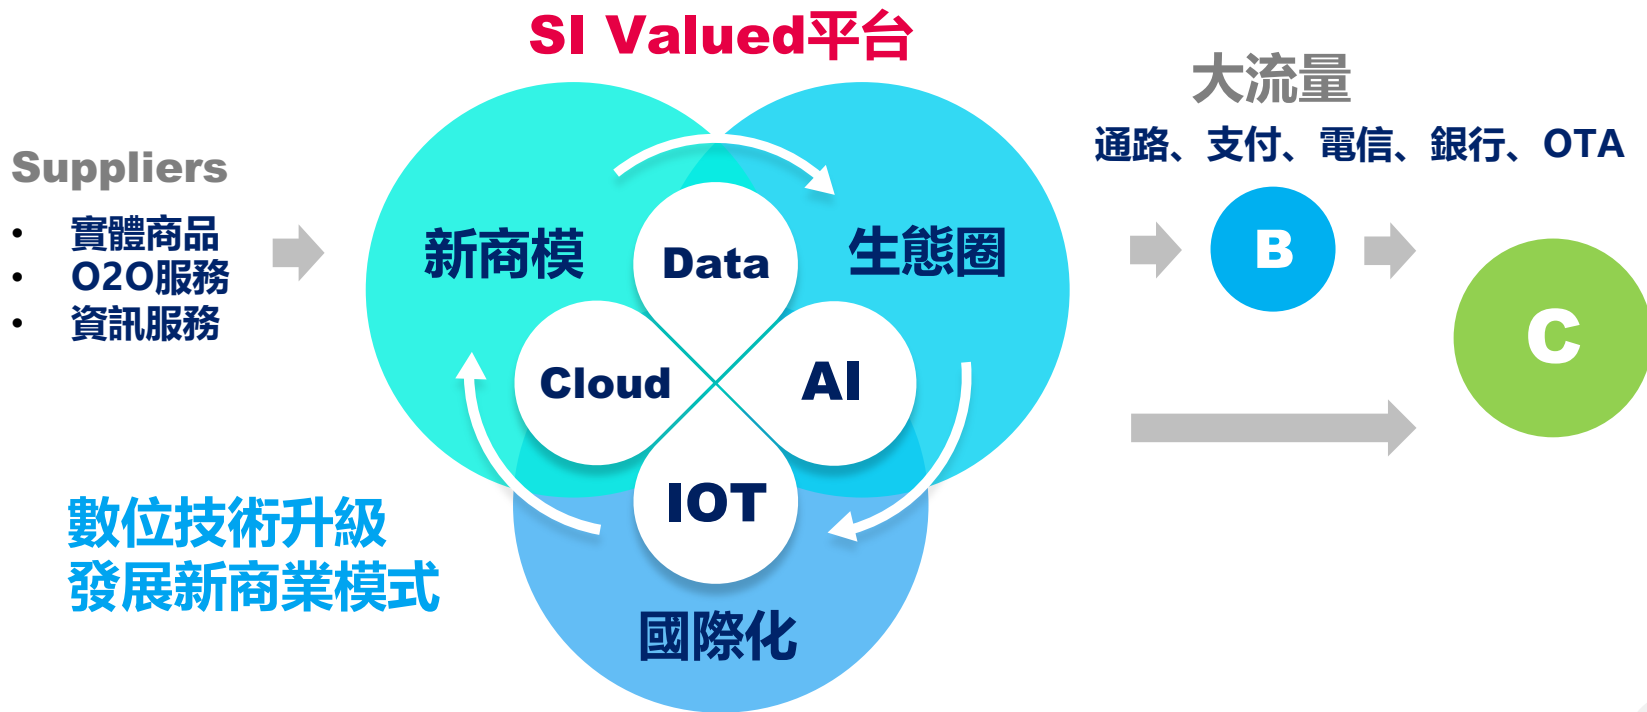 SI Valued平台
大流量
通路、支付、電信、銀行、OTA
Suppliers
• 實體商品
• O2O服務
• 資訊服務
新商模
Data
生態圈
Cloud
AI
IOT
國際化
B
C
數位技術升級
發展新商業模式